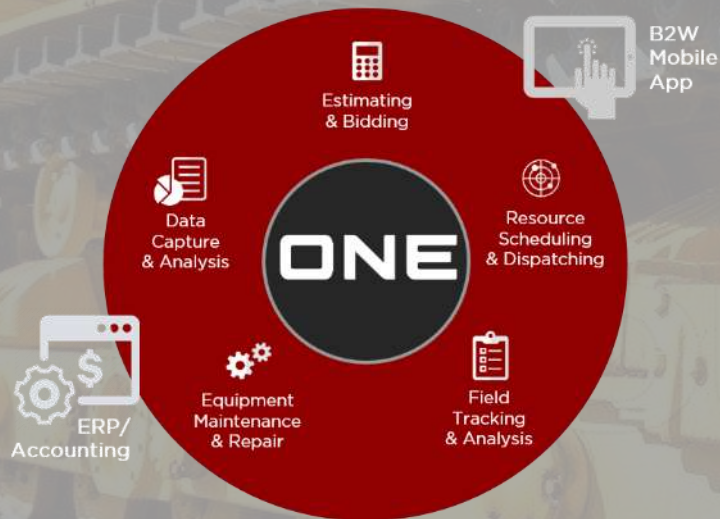 B2W
Mobile
App
Estimating
& Bidding
Resource
Scheduling
& Dispatching
Data
Capture
& Analysis
ONE
Equipment
Maintenance
& Repair
Field
Tracking
& Analysis
$
ERP/
Accounting